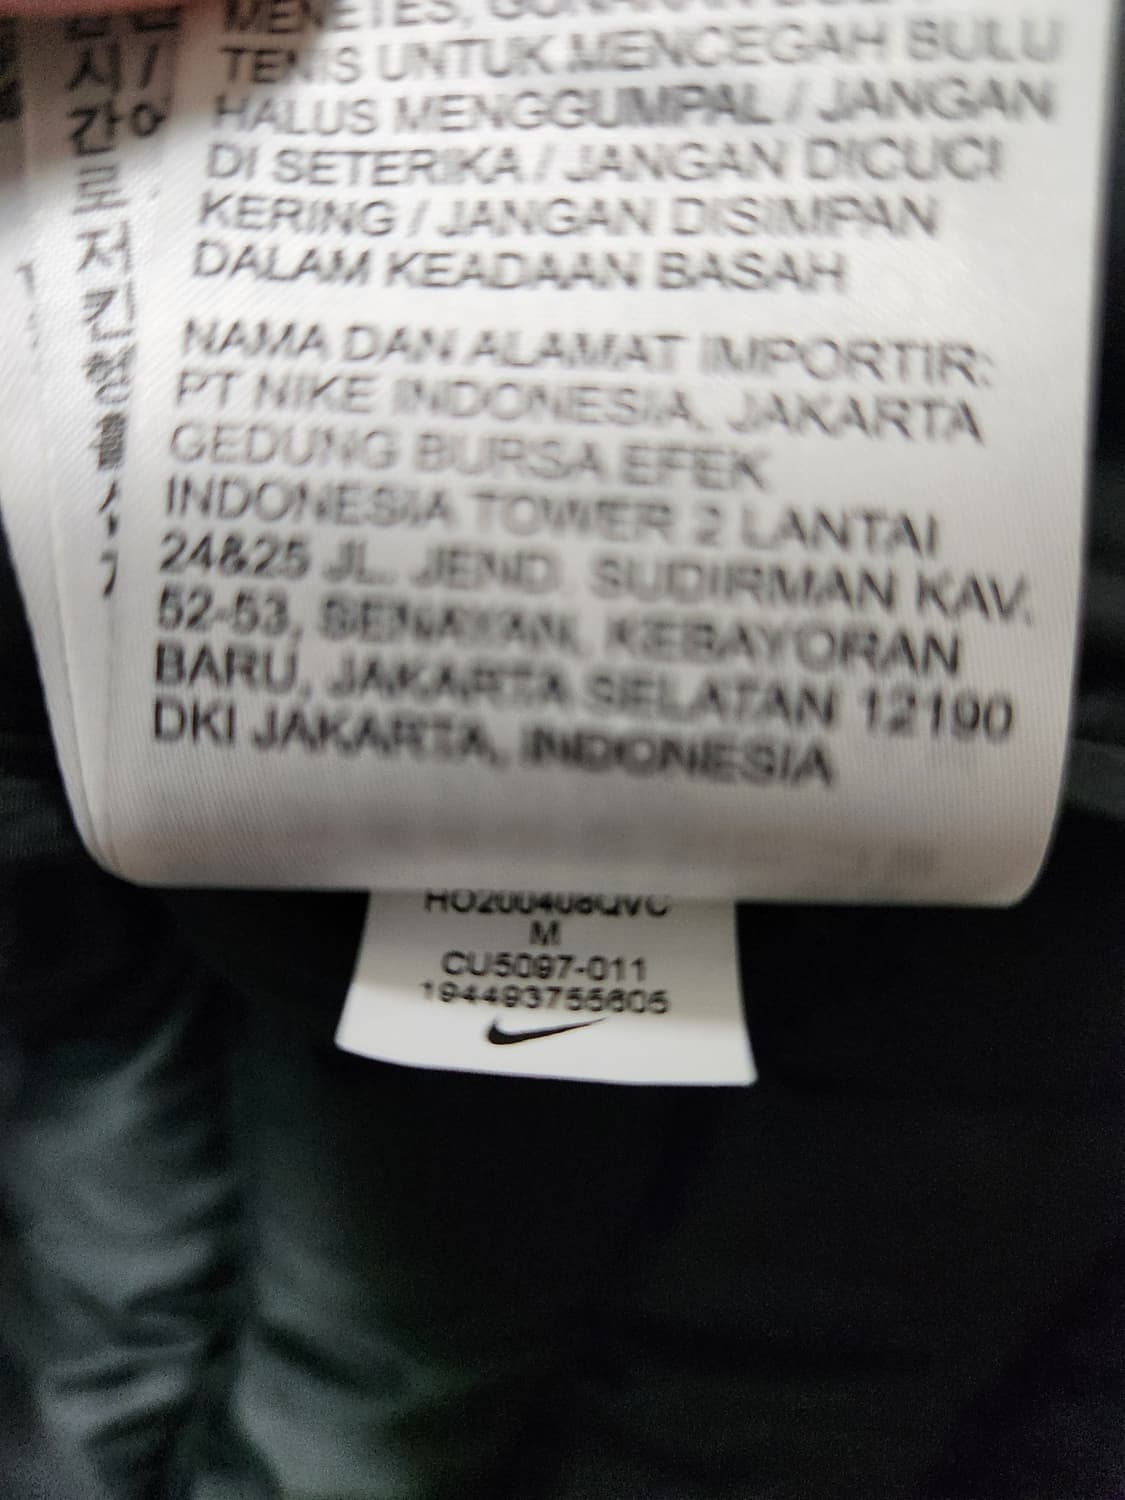 TENIS UNTUK MENCEGAH BULU
HALUS MENGGUMPAL / JANGAN
DI SETERIKA / JANGAN DICUCI
KERING / JANGAN DISIMPAN
DALAM KEADAAN BASAH
NAMA DAN ALAMAT IMPORTIR:
PT NIKE INDONESIA, JAKARTA
GEDUNG BURSA EFEK
INDONESIA TOWER 2 LANTAI
24&25 JL. JEND. SUDIRMAN KAV.
52-53, SENAYAN, KEBAYORAN
BARU, JAKARTA SELATAN 12190
DKI JAKARTA, INDONESIA
HO200408QVC
M
CU5097-011
194493755605